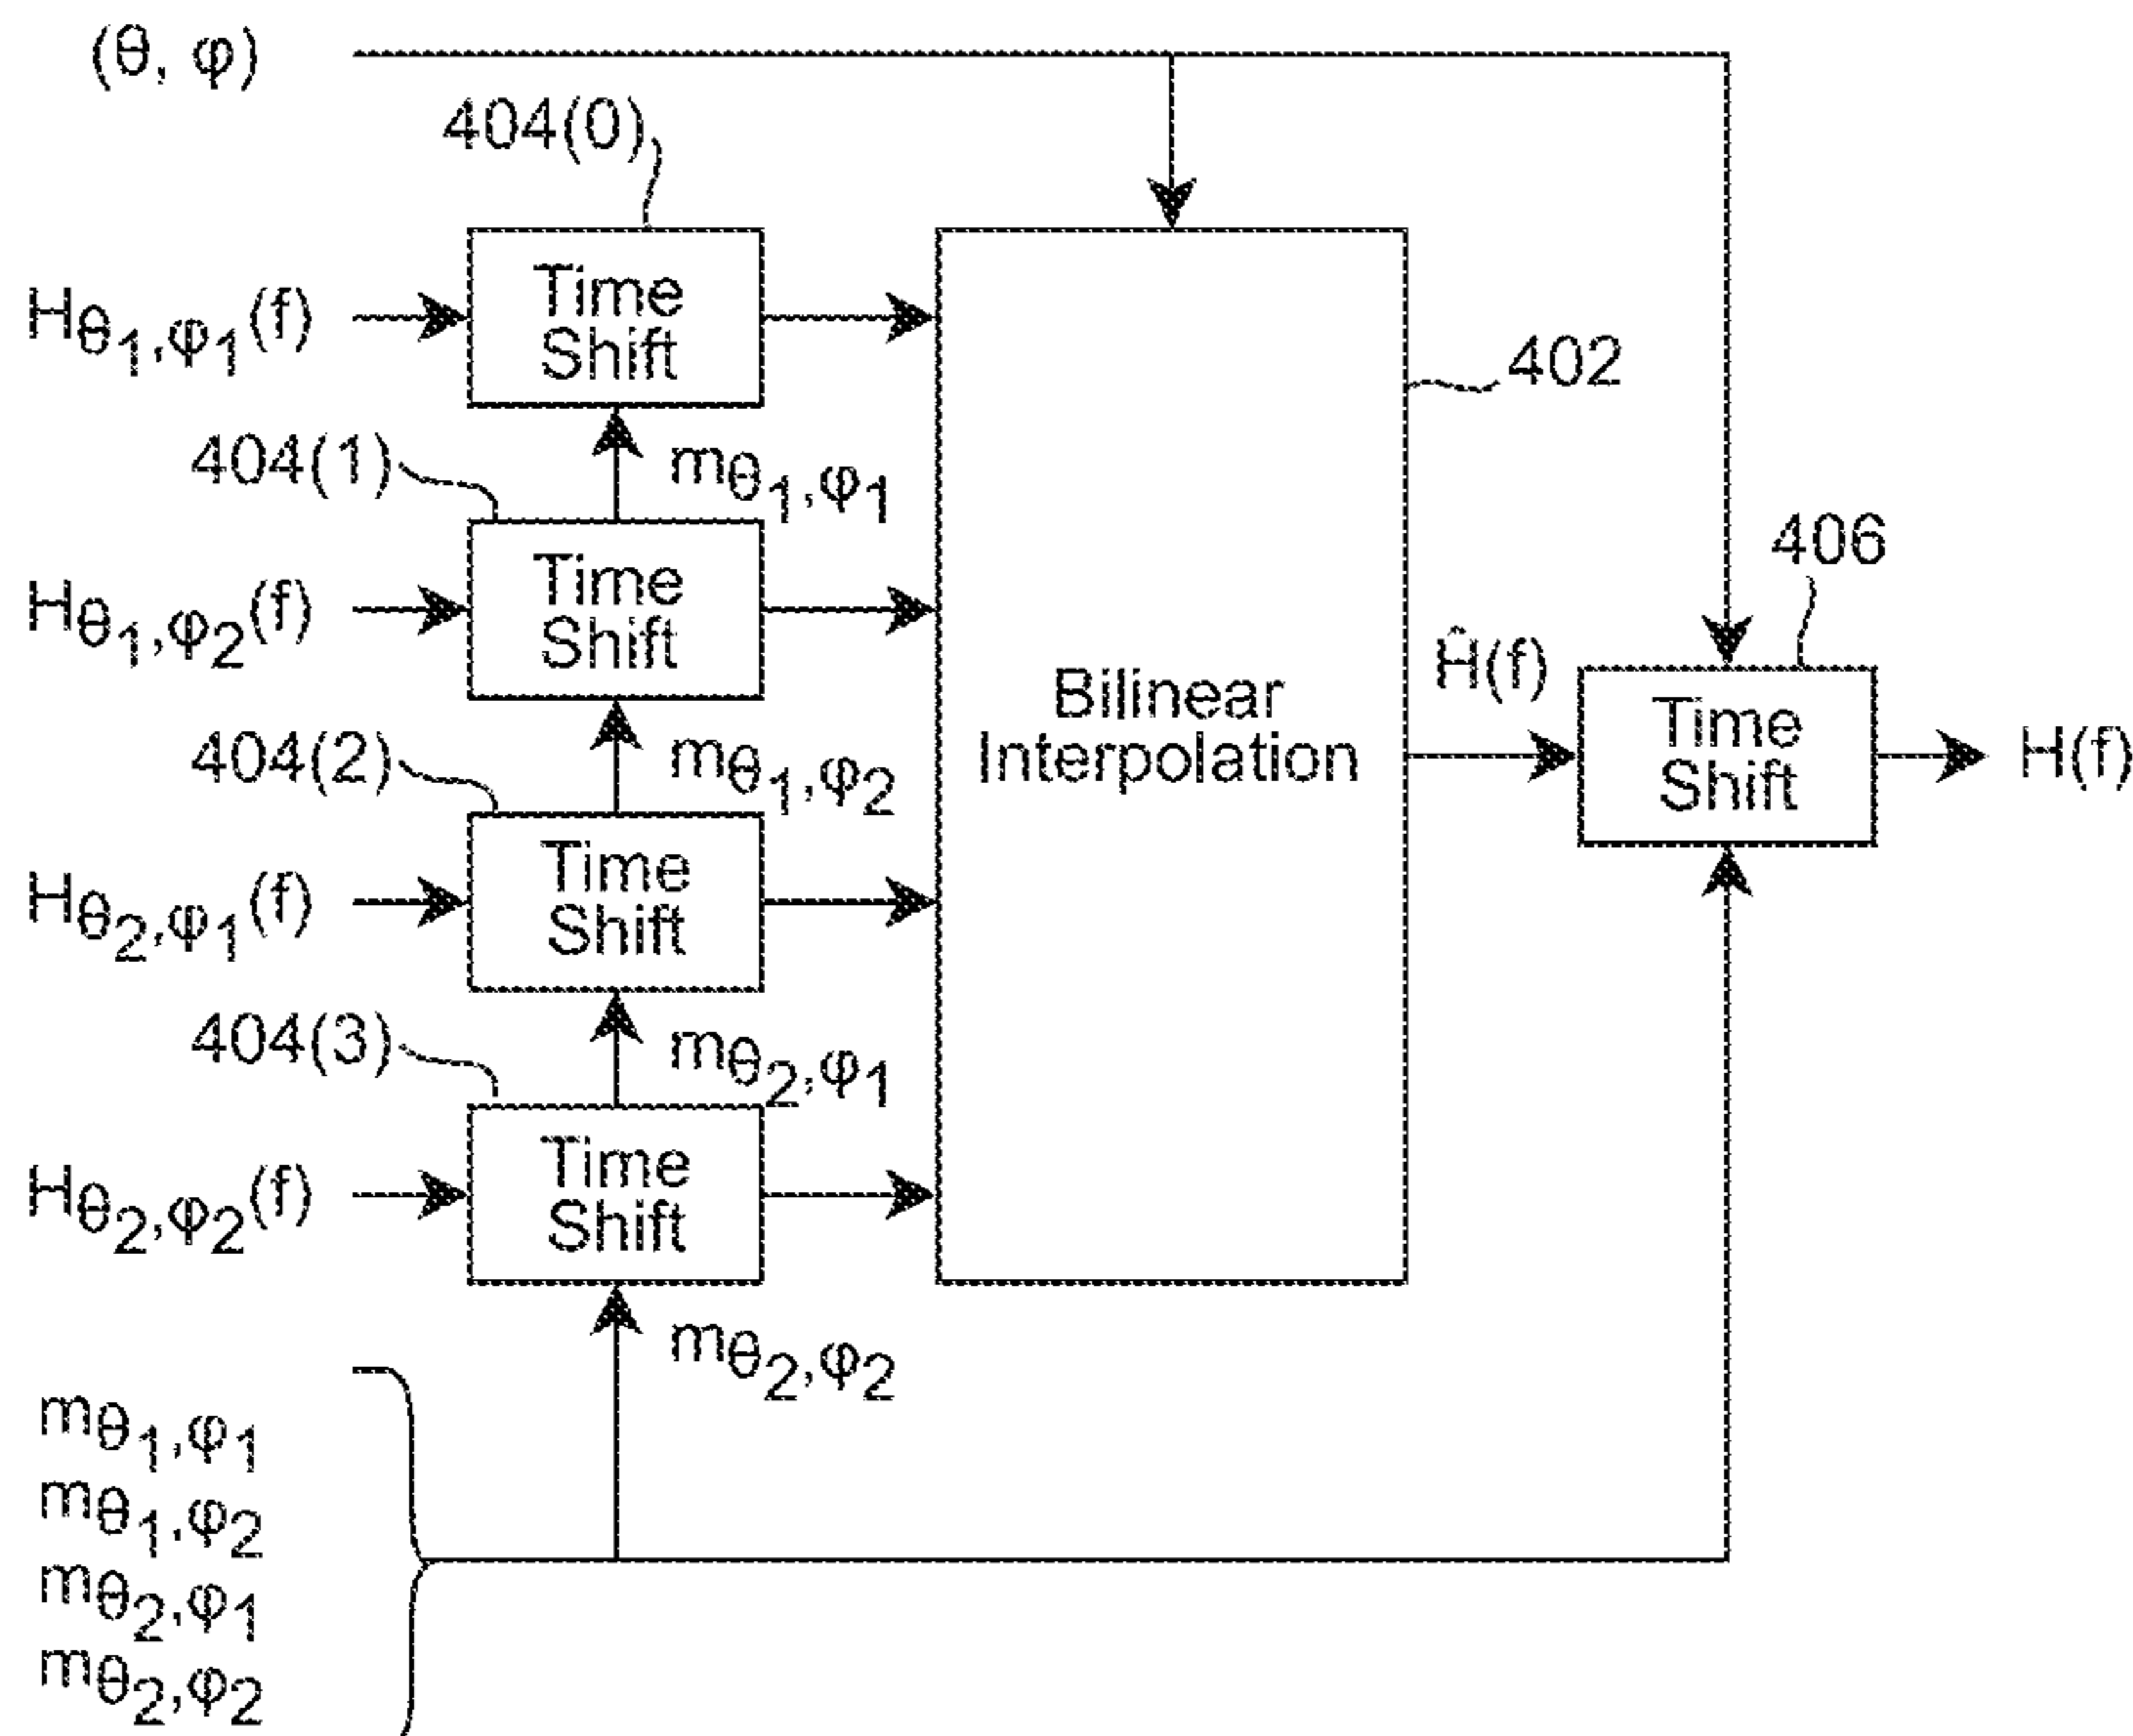 (θ, φ)
404(0)
Hθ1,φ1(f)
Time
Shift
402
404(1)
mθ1,φ1
406
Hθ1,φ2(f)
Time
Shift
Bilinear
Interpolation
Ĥ(f)
Time
Shift
H(f)
404(2)
mθ1,φ2
Hθ2,φ1(f)
Time
Shift
404(3)
mθ2,φ1
Hθ2,φ2(f)
Time
Shift
mθ2,φ2
mθ1,φ1
mθ1,φ2
mθ2,φ1
mθ2,φ2